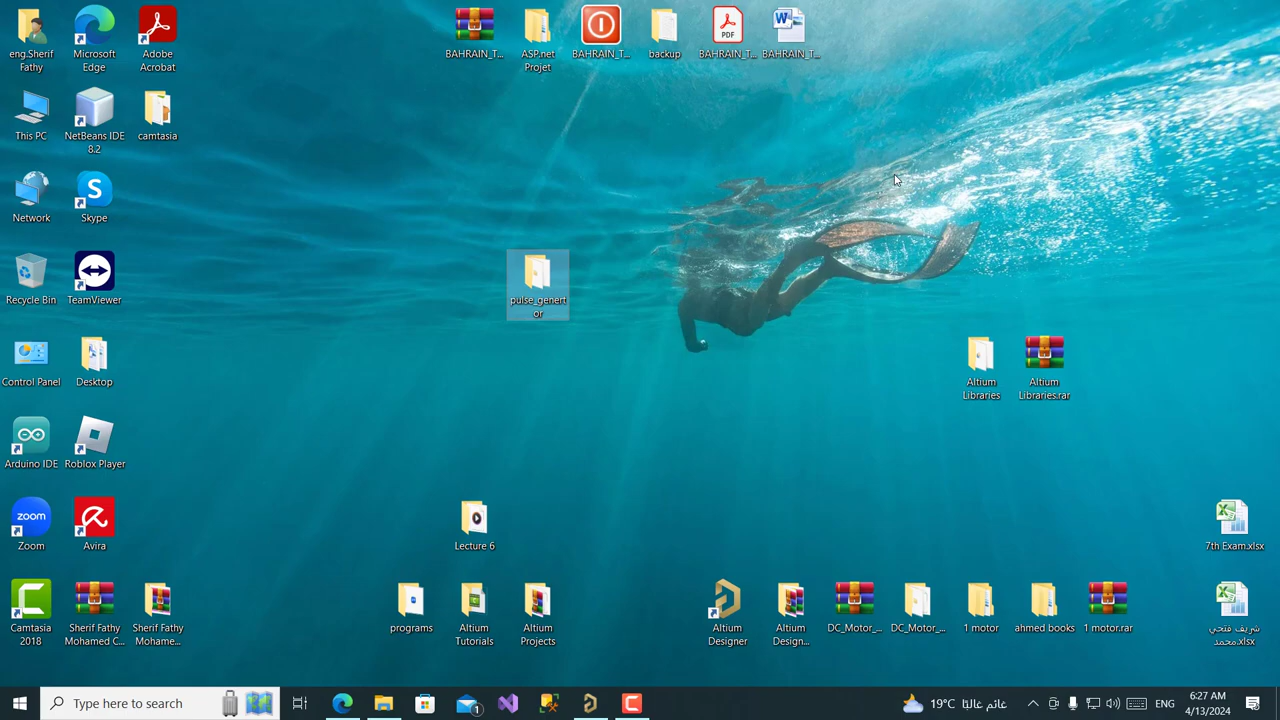 eng.Sherif
Fathy
Microsoft
Edge
Adobe
Acrobat
BAHRAIN_T...
ASP.net
Projet
BAHRAIN_T...
backup
BAHRAIN_T...
BAHRAIN_T...
PDF
This PC
NetBeans IDE
8.2
camtasia
Network
Skype
Recycle Bin
TeamViewer
pulse_genert
or
Control Panel
Desktop
Altium
Libraries
Altium
Libraries.rar
Arduino IDE
Roblox Player
zoom
Zoom
Avira
Lecture 6
7th Exam.xlsx
Camtasia
2018
Sherif Fathy
Mohamed C...
Sherif Fathy
Mohame...
programs
Altium
Tutorials
Altium
Projects
Altium
Designer
Altium
Design...
DC_Motor_...
DC_Motor_...
1 motor
ahmed books
1 motor.rar
شريف فتحي
محمد.xlsx
Type here to search
1
19°C غائم غالبًا
ENG
6:27 AM
4/13/2024